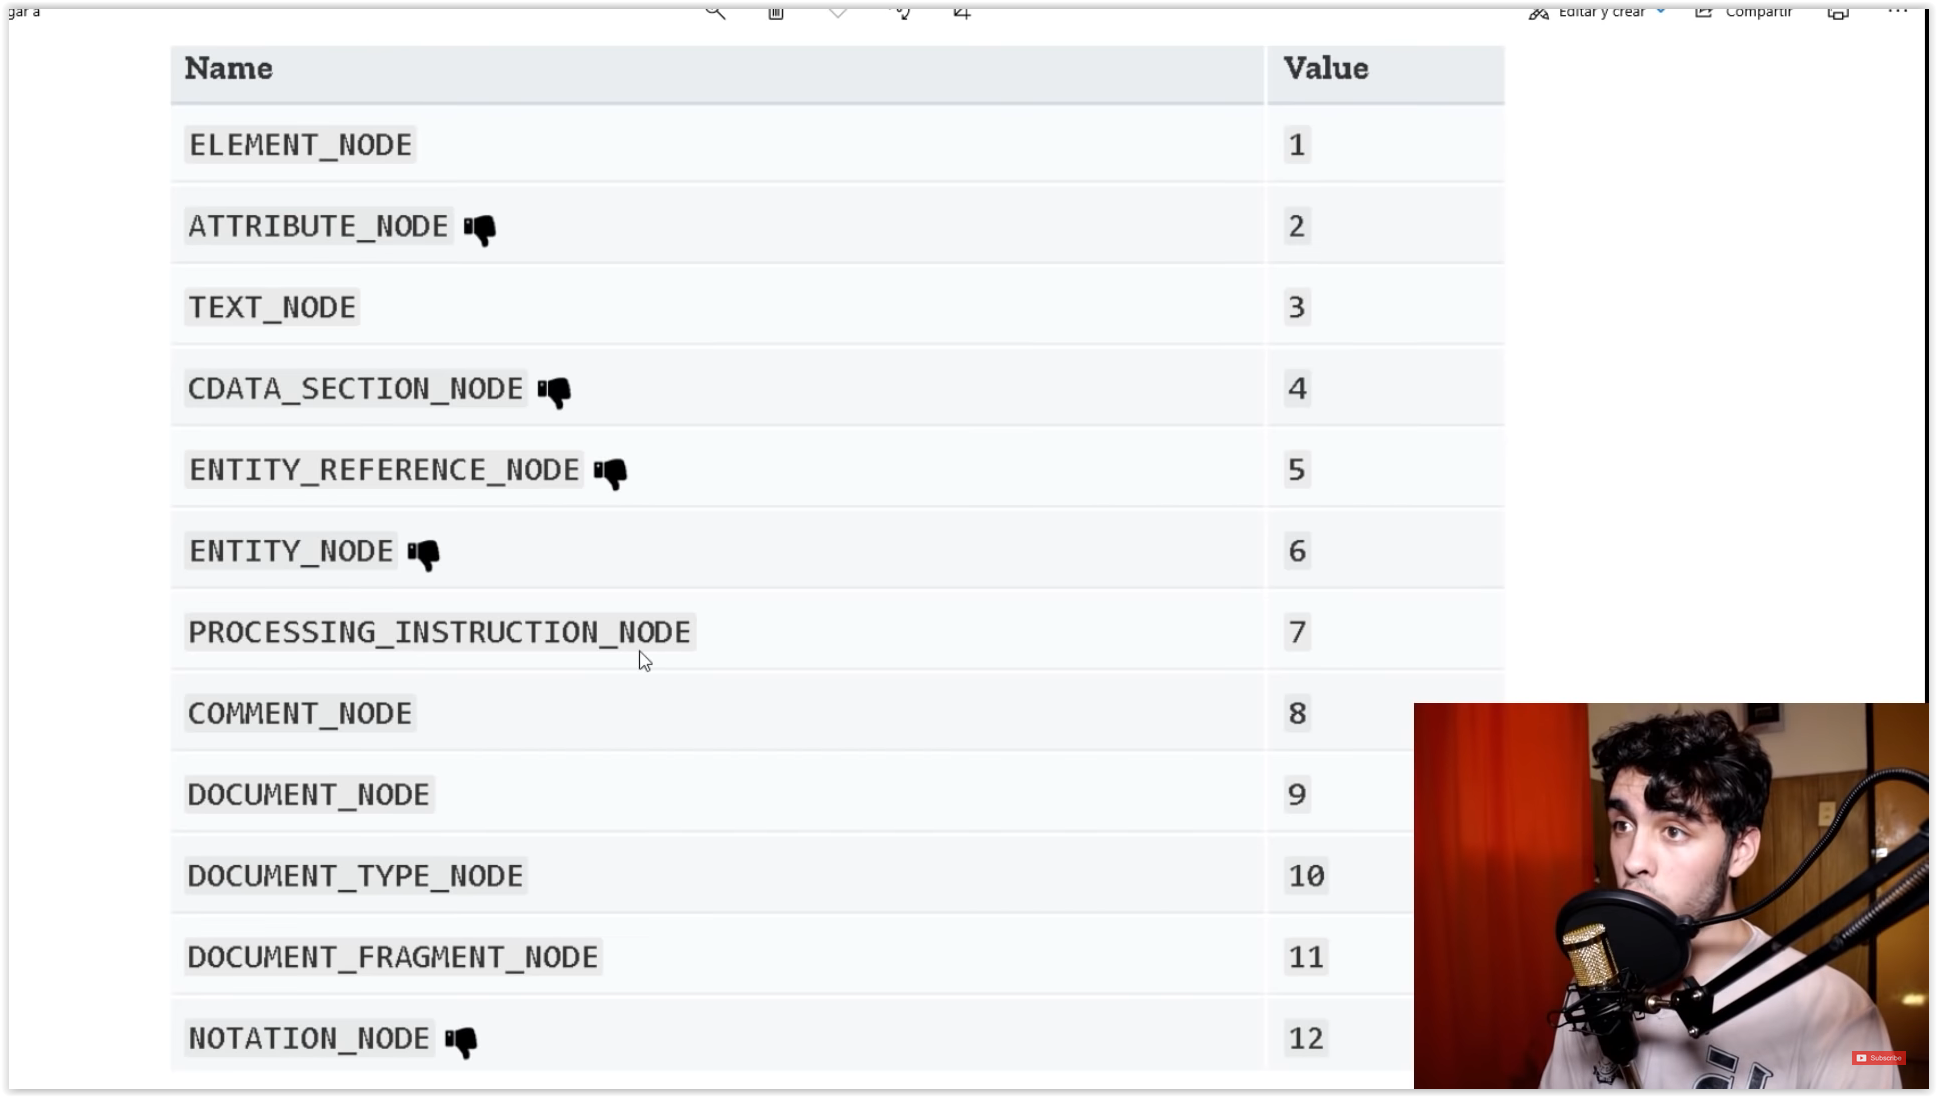 gar a
Editar y crear
Compartir
Name Value
ELEMENT_NODE 1
ATTRIBUTE_NODE 2
TEXT_NODE 3
CDATA_SECTION_NODE 4
ENTITY_REFERENCE_NODE 5
ENTITY_NODE 6
PROCESSING_INSTRUCTION_NODE 7
COMMENT_NODE 8
DOCUMENT_NODE 9
DOCUMENT_TYPE_NODE 10
DOCUMENT_FRAGMENT_NODE 11
NOTATION_NODE 12
Subscribe